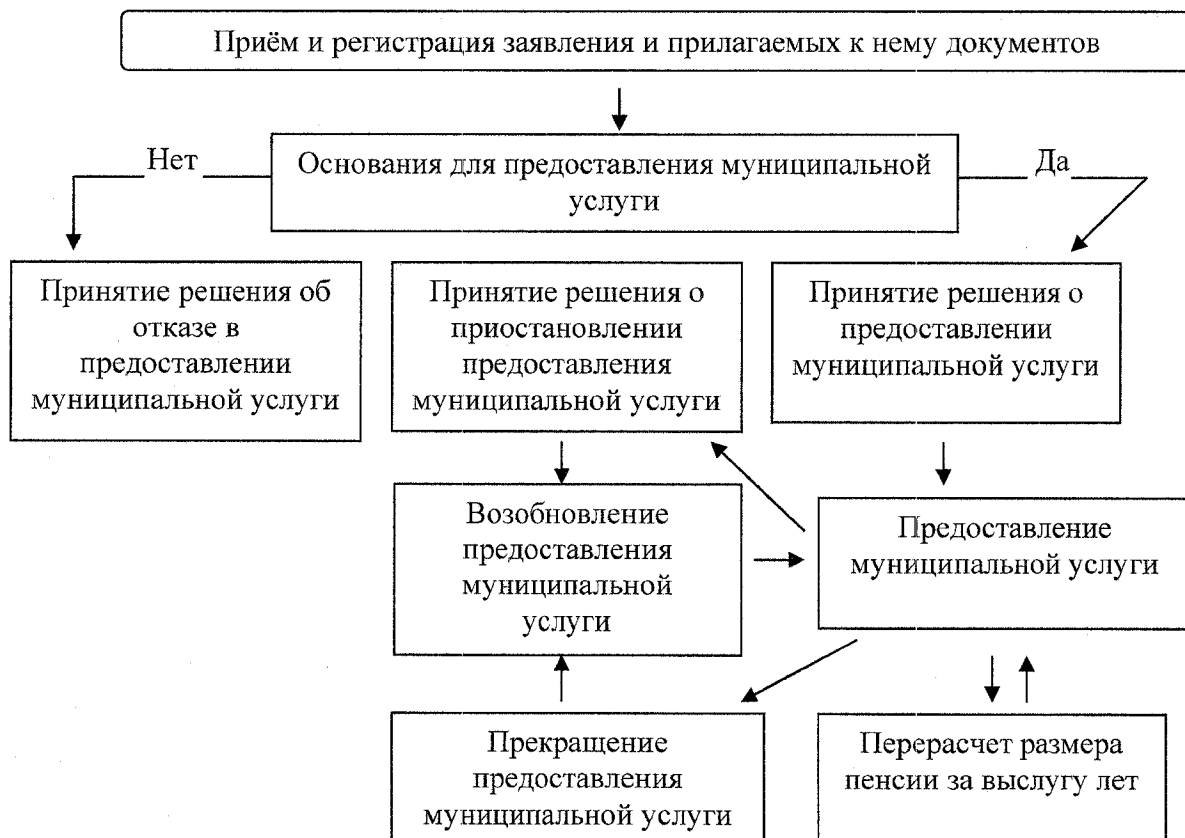 Приём и регистрация заявления и прилагаемых к нему документов
Нет
Основания для предоставления муниципальной
услуги
Да
Принятие решения об
отказе в
предоставлении
муниципальной услуги
Принятие решения о
приостановлении
предоставления
муниципальной услуги
Принятие решения о
предоставлении
муниципальной услуги
Возобновление
предоставления
муниципальной
услуги
Предоставление
муниципальной услуги
Прекращение
предоставления
муниципальной услуги
Перерасчет размера
пенсии за выслугу лет